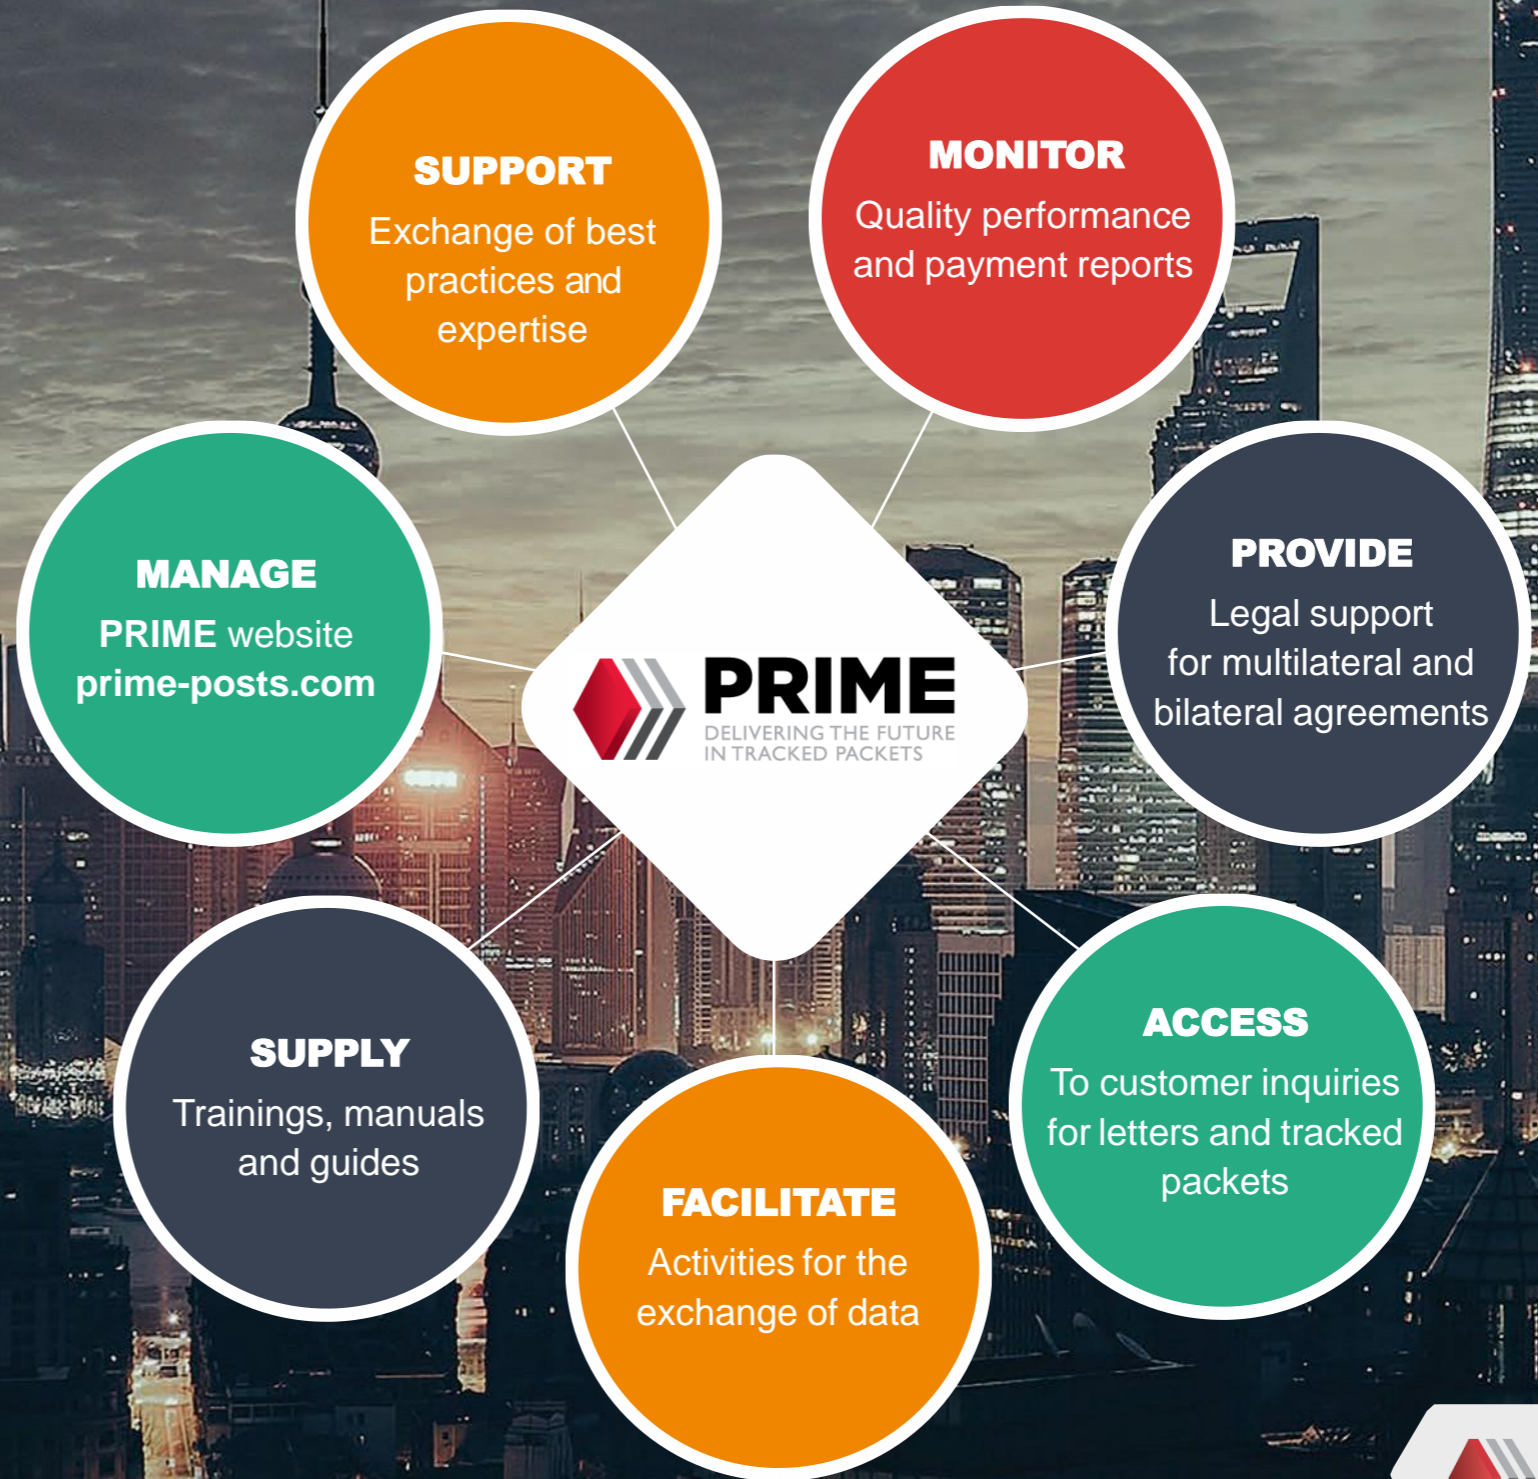 SUPPORT
Exchange of best
practices and
expertise
MONITOR
Quality performance
and payment reports
MANAGE
PRIME website
prime-posts.com
PROVIDE
Legal support
for multilateral and
bilateral agreements
PRIME
DELIVERING THE FUTURE
IN TRACKED PACKETS
SUPPLY
Trainings, manuals
and guides
ACCESS
To customer inquiries
for letters and tracked
packets
FACILITATE
Activities for the
exchange of data